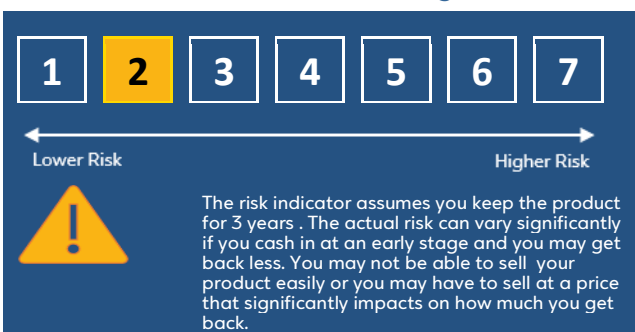 1 2 3 4 5 6 7
Lower Risk Higher Risk
!
The risk indicator assumes you keep the product
for 3 years . The actual risk can vary significantly
if you cash in at an early stage and you may get
back less. You may not be able to sell your
product easily or you may have to sell at a price
that significantly impacts on how much you get
back.